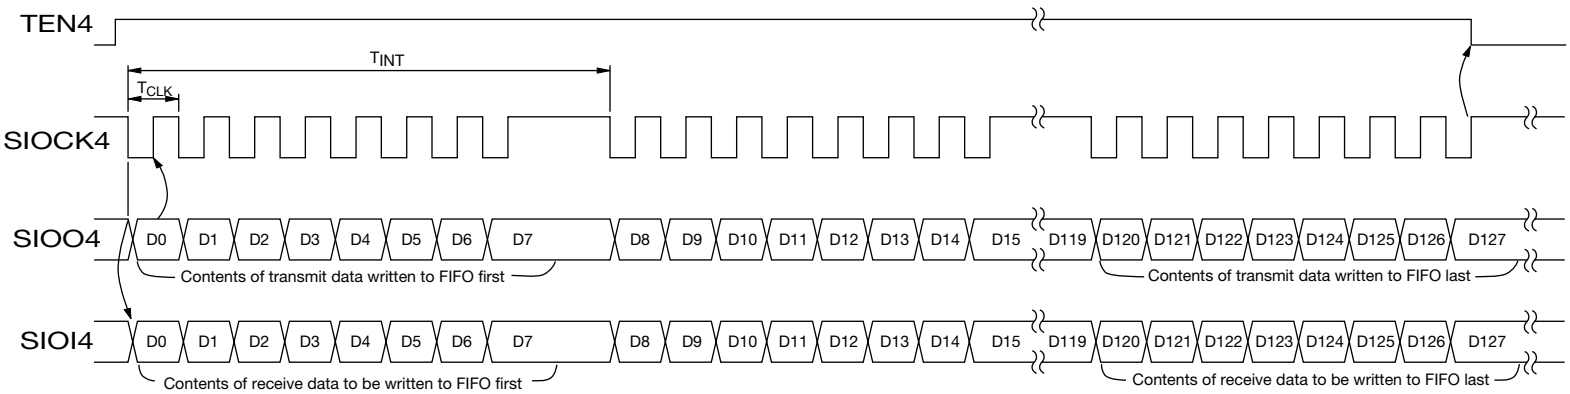 TEN4
TINT
TCLK
SIOCK4
SIOO4 D0 D1 D2 D3 D4 D5 D6 D7 D8 D9 D10 D11 D12 D13 D14 D15 D119 D120 D121 D122 D123 D124 D125 D126 D127
Contents of transmit data written to FIFO first Contents of transmit data written to FIFO last
SIOI4 D0 D1 D2 D3 D4 D5 D6 D7 D8 D9 D10 D11 D12 D13 D14 D15 D119 D120 D121 D122 D123 D124 D125 D126 D127
Contents of receive data to be written to FIFO first Contents of receive data to be written to FIFO last